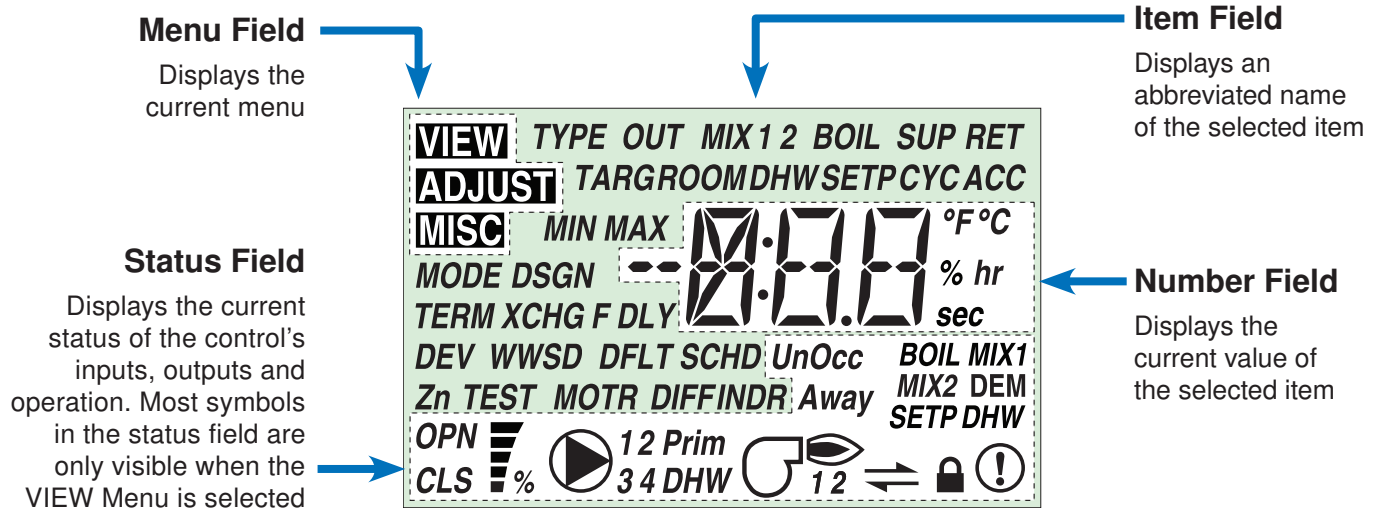 Menu Field
Displays the
current menu
Item Field
Displays an
abbreviated name
of the selected item
VIEW TYPE OUT MIX 1 2 BOIL SUP RET
ADJUST TARG ROOM DHW SETP CYC ACC
MISC MIN MAX °F °C
MODE DSGN % hr
TERM XCHG F DLY sec
DEV WWSD DFLT SCHD UnOcc BOIL MIX1
Zn TEST MOTR DIFF INDR Away MIX2 DEM
SETP DHW
OPN 1 2 Prim
CLS % 3 4 DHW 1 2 !
Status Field
Displays the current
status of the control's
inputs, outputs and
operation. Most symbols
in the status field are
only visible when the
VIEW Menu is selected
Number Field
Displays the
current value of
the selected item